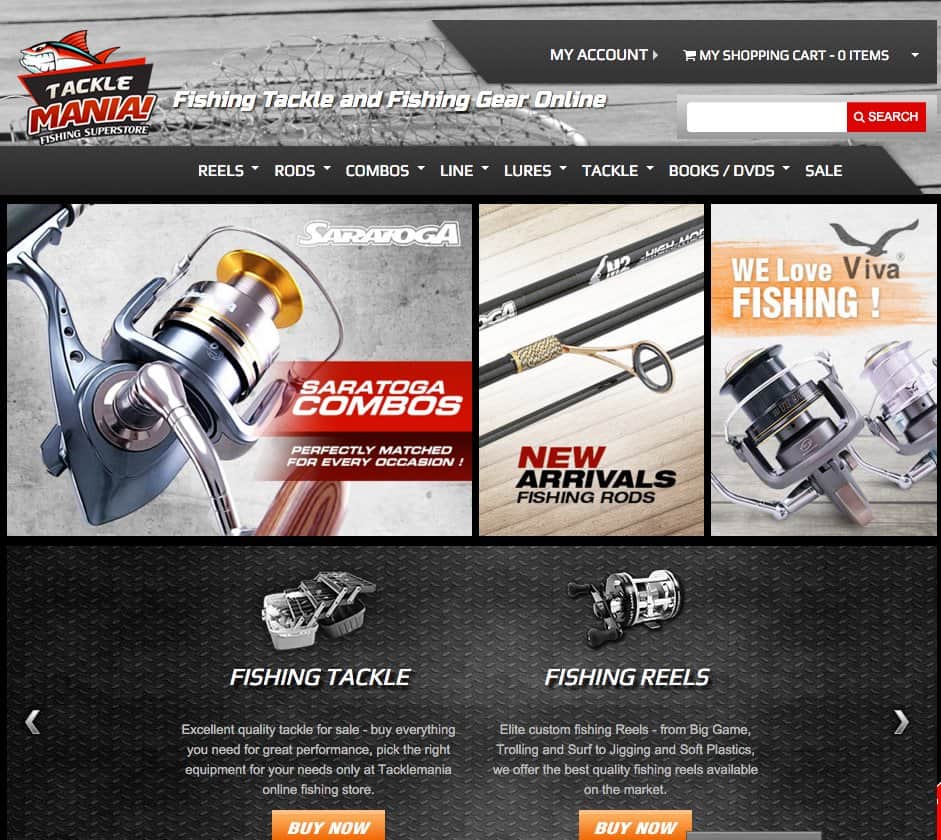 MY ACCOUNT
MY SHOPPING CART - 0 ITEMS
TACKLE
MANIA!
FISHING SUPERSTORE
Fishing Tackle and Fishing Gear Online
SEARCH
REELS
RODS
COMBOS
LINE
LURES
TACKLE
BOOKS / DVDS
SALE
SARATOGA
SARATOGA
COMBOS
PERFECTLY MATCHED
FOR EVERY OCCASION !
M2
NEW
ARRIVALS
FISHING RODS
WE Love Viva®
FISHING !
FISHING TACKLE
Excellent quality tackle for sale - buy everything
you need for great performance, pick the right
equipment for your needs only at Tacklemania
online fishing store.
BUY NOW
FISHING REELS
Elite custom fishing Reels - from Big Game,
Trolling and Surf to Jigging and Soft Plastics,
we offer the best quality fishing reels available
on the market.
BUY NOW